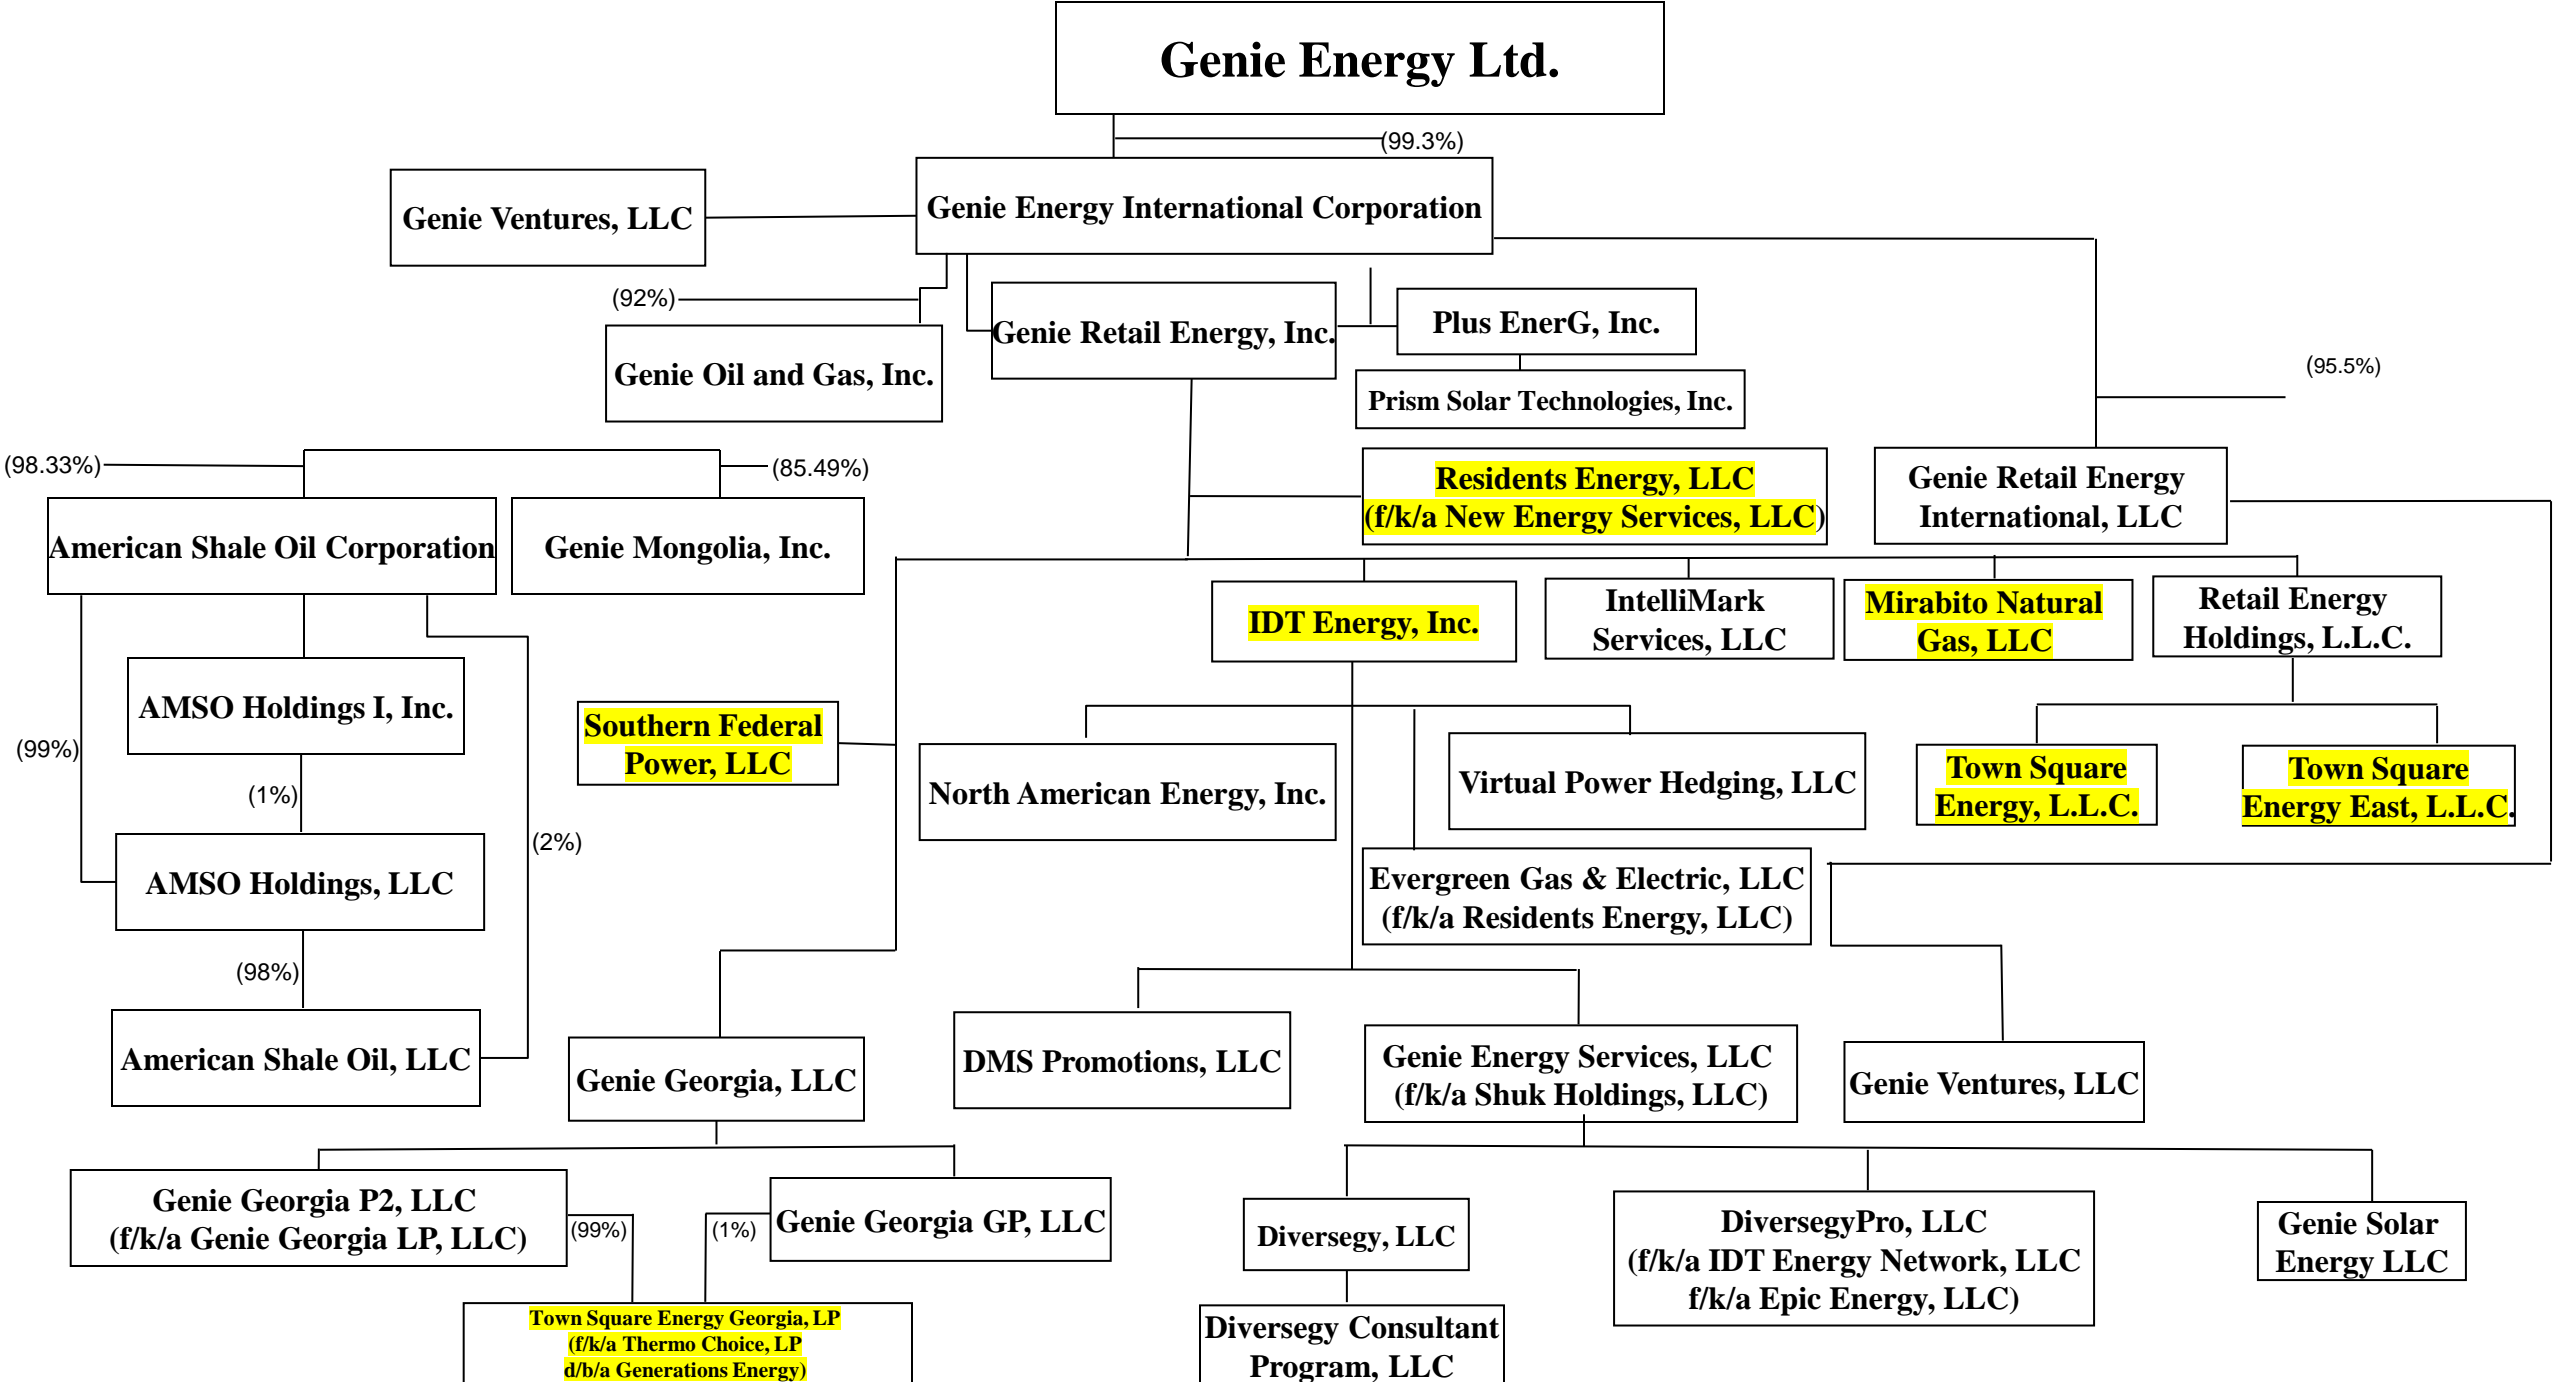 Genie Energy Ltd.
(99.3%)
Genie Ventures, LLC
Genie Energy International Corporation
(92%)
Genie Oil and Gas, Inc.
Genie Retail Energy, Inc.
Plus EnerG, Inc.
Prism Solar Technologies, Inc.
(95.5%)
(98.33%)
(85.49%)
American Shale Oil Corporation
Genie Mongolia, Inc.
Residents Energy, LLC
(f/k/a New Energy Services, LLC)
Genie Retail Energy
International, LLC
IDT Energy, Inc.
IntelliMark
Services, LLC
Mirabito Natural
Gas, LLC
Retail Energy
Holdings, L.L.C.
AMSO Holdings I, Inc.
(99%)
(1%)
Southern Federal
Power, LLC
North American Energy, Inc.
Virtual Power Hedging, LLC
Town Square
Energy, L.L.C.
Town Square
Energy East, L.L.C.
(2%)
AMSO Holdings, LLC
Evergreen Gas & Electric, LLC
(f/k/a Residents Energy, LLC)
(98%)
American Shale Oil, LLC
Genie Georgia, LLC
DMS Promotions, LLC
Genie Energy Services, LLC
(f/k/a Shuk Holdings, LLC)
Genie Ventures, LLC
Genie Georgia P2, LLC
(f/k/a Genie Georgia LP, LLC)
(99%)
(1%)
Genie Georgia GP, LLC
Diversegy, LLC
DiversegyPro, LLC
(f/k/a IDT Energy Network, LLC
f/k/a Epic Energy, LLC)
Genie Solar
Energy LLC
Town Square Energy Georgia, LP
(f/k/a Thermo Choice, LP
d/b/a Generations Energy)
Diversegy Consultant
Program, LLC